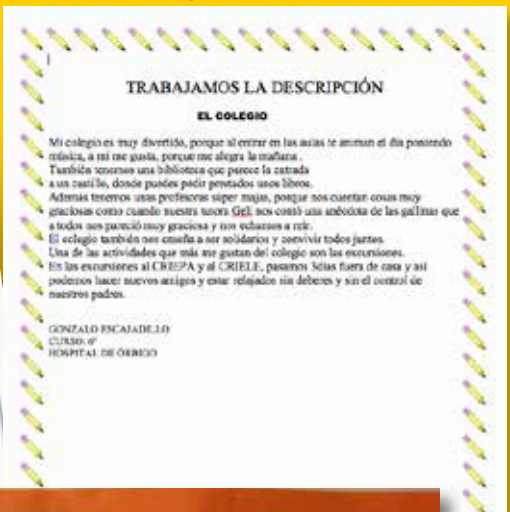 TRABAJAMOS LA DESCRIPCIÓN
EL COLEGIO
Mi colegio es muy divertido, porque al entrar en las aulas te animan el día poniendo
música, a mí me gusta, porque me alegra la mañana .
También tenemos una biblioteca que parece la entrada
a un castillo, donde puedes pedir prestados unos libros.
Además tenemos unas profesoras súper majas, porque nos cuentan cosas muy
graciosas como cuando nuestra tutora Gell, nos contó una anécdota de las gallinas que
a todos nos pareció muy graciosa y nos echamos a reír.
El colegio también nos enseña a ser solidarios y convivir todos juntos.
Una de las actividades que más me gustan del colegio son las excursiones.
En las excursiones al CRIEPA y al CRIELE, pasamos 3días fuera de casa y así
podemos hacer nuevos amigos y estar relajados sin deberes y sin el control de
nuestros padres.
GONZALO ESCAJADILLO
CURSO: 6º
HOSPITAL DE ÓRBIGO